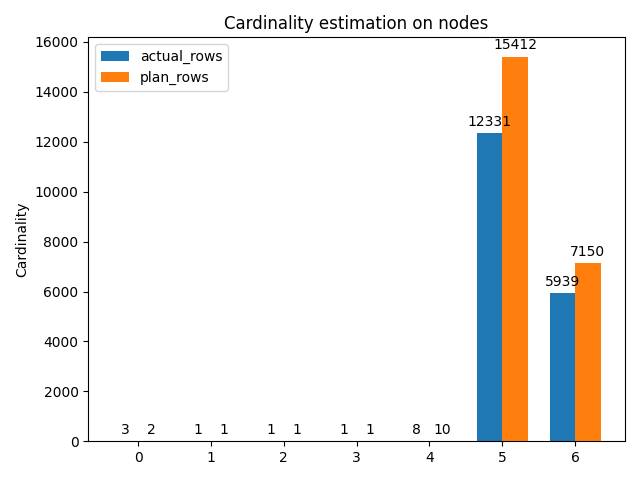 Cardinality estimation on nodes
actual_rows
plan_rows
Cardinality
16000
14000
12000
10000
8000
6000
4000
2000
0
3 2 1 1 1 1 1 1 8 10 12331 15412 5939 7150
0 1 2 3 4 5 6